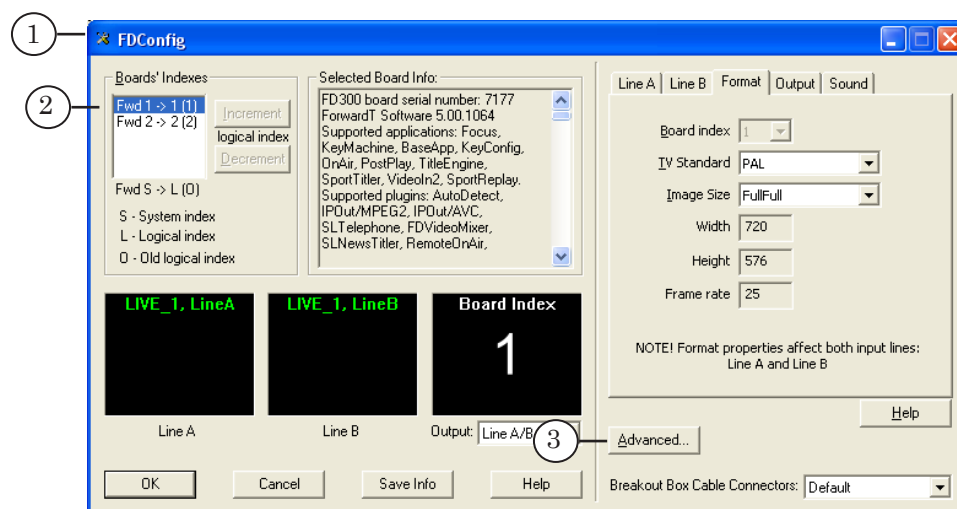 1
FDConfig
2
Boards' Indexes
Fwd 1 -> 1 (1)
Fwd 2 -> 2 (2)
Increment
logical index
Decrement
Fwd S -> L (O)
S - System index
L - Logical index
O - Old logical index
Selected Board Info:
FD300 board serial number: 7177
ForwardT Software 5.00.1064
Supported applications: Focus,
KeyMachine, BaseApp, KeyConfig,
OnAir, PostPlay, TitleEngine,
SportTitler, VideoIn2, SportReplay.
Supported plugins: AutoDetect,
IPOut/MPEG2, IPOut/AVC,
SLTelephone, FDVideoMixer,
SLNewsTitler, RemoteOnAir,
LIVE_1, LineA
LIVE_1, LineB
Board Index
1
Line A
Line B
Output: Line A/B
OK
Cancel
Save Info
Help
Line A Line B Format Output Sound
Board index 1
TV Standard PAL
Image Size FullFull
Width 720
Height 576
Frame rate 25
NOTE! Format properties affect both input lines:
Line A and Line B
Help
3
Advanced...
Breakout Box Cable Connectors: Default